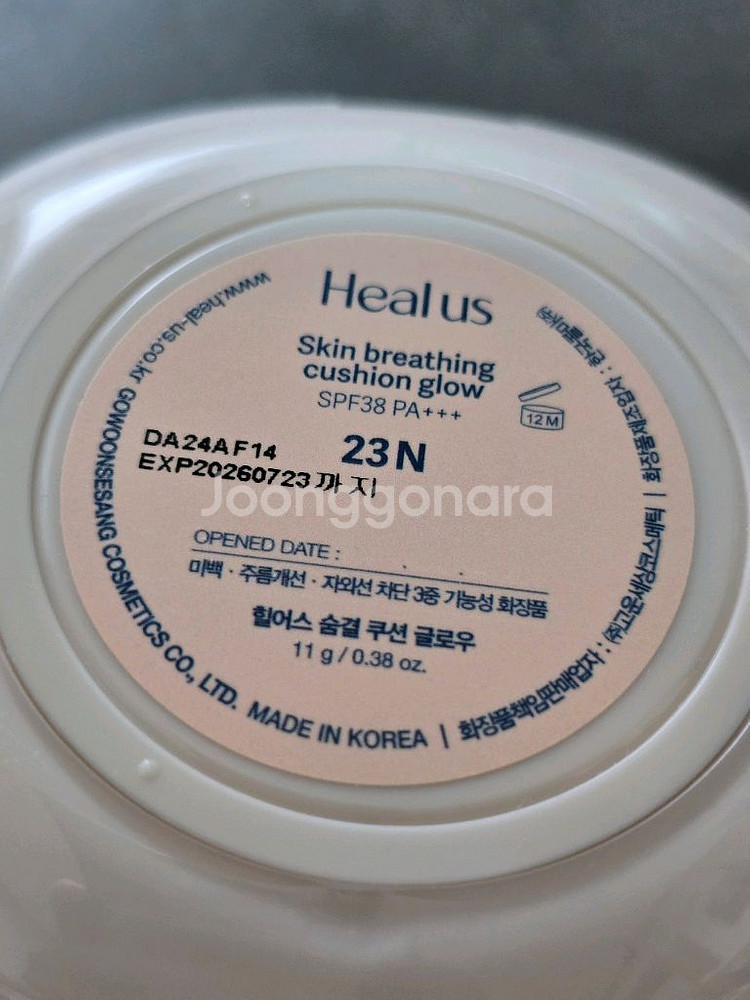 Heal us
Skin breathing
cushion glow
SPF38 PA+++
12M
23N
DA24AF14
EXP20260723까지
Joonggonara
OPENED DATE : . .
미백 · 주름개선 · 자외선 차단 3중 기능성 화장품
힐어스 숨결 쿠션 글로우
11 g / 0.38 oz.
www.heal-us.co.kr GOWOONSESANG COSMETICS CO., LTD. MADE IN KOREA | 화장품책임판매업자 : (주)고운세상코스메틱 | 화장품제조업자 : 한국콜마(주)